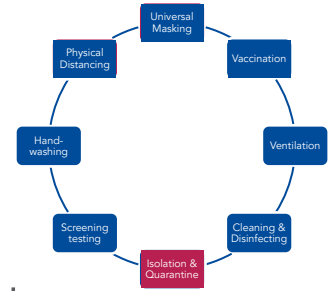 Universal
Masking
Physical
Distancing
Vaccination
Hand-
washing
Ventilation
Screening
testing
Cleaning &
Disinfecting
Isolation &
Quarantine